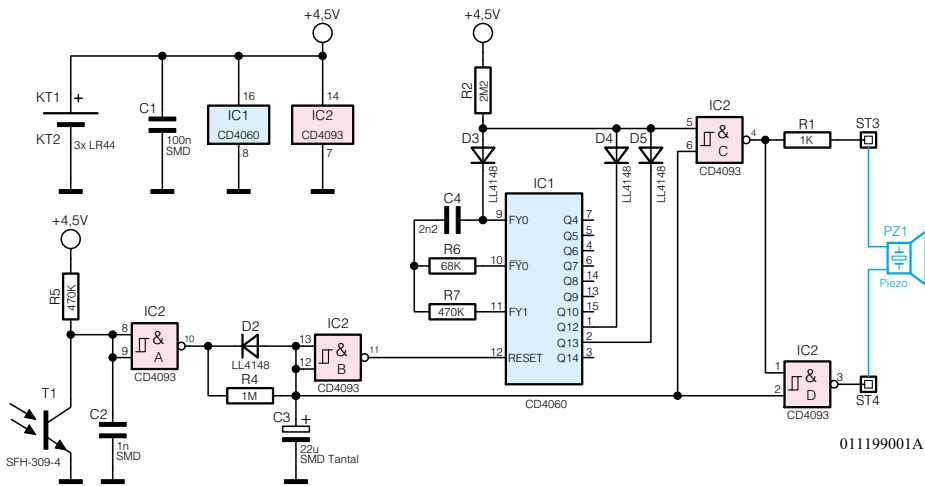 +4,5V
+4,5V
KT1
+
KT2
3x LR44
C1
100n
SMD
16
IC1
CD4060
8
14
IC2
CD4093
7
R2
2M2
D3
LL4148
D4
LL4148
D5
LL4148
IC2
5
6
&
C
4
CD4093
R1
1K
ST3
PZ1
Piezo
C4
2n2
R6
68K
R7
470K
IC1
9
FY0
10
FY0
11
FY1
12
RESET
Q4
7
Q5
5
Q6
4
Q7
6
Q8
14
Q9
13
Q10
15
Q12
1
Q13
2
Q14
3
CD4060
+4,5V
R5
470K
IC2
8
9
&
A
10
CD4093
D2
LL4148
R4
1M
IC2
13
12
&
B
11
CD4093
T1
SFH-309-4
C2
1n
SMD
C3
+
22u
SMD Tantal
IC2
1
2
&
D
3
CD4093
ST4
011199001A